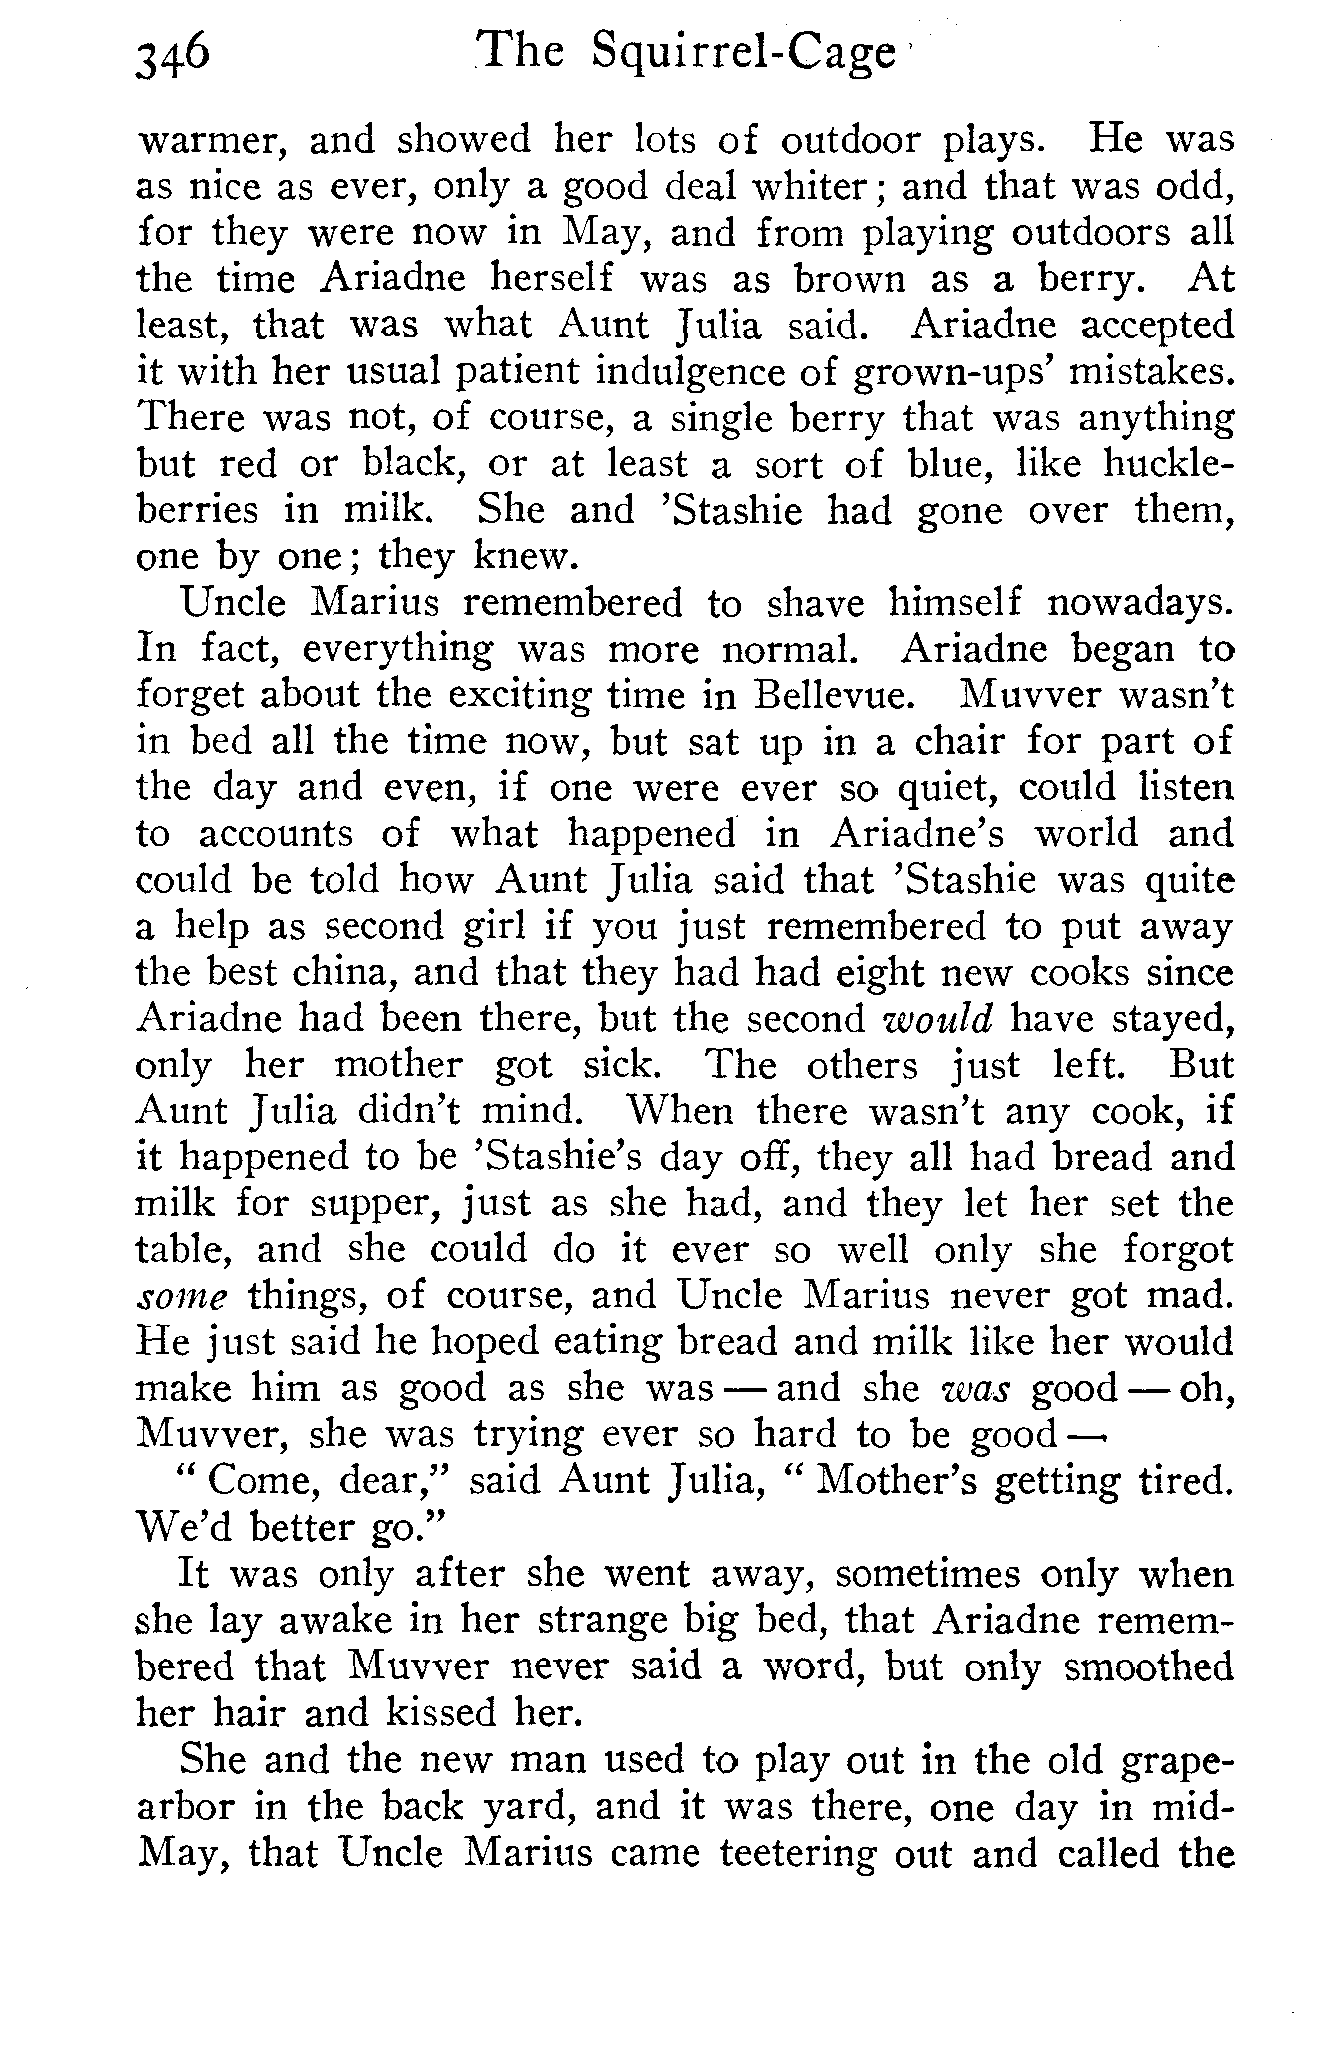 346 The Squirrel-Cage
warmer, and showed her lots of outdoor plays. He was
as nice as ever, only a good deal whiter; and that was odd,
for they were now in May, and from playing outdoors all
the time Ariadne herself was as brown as a berry. At
least, that was what Aunt Julia said. Ariadne accepted
it with her usual patient indulgence of grown-ups’ mistakes.
There was not, of course, a single berry that was anything
but red or black, or at least a sort of blue, like huckle-
berries in milk. She and ’Stashie had gone over them,
one by one; they knew.
Uncle Marius remembered to shave himself nowadays.
In fact, everything was more normal. Ariadne began to
forget about the exciting time in Bellevue. Muvver wasn’t
in bed all the time now, but sat up in a chair for part of
the day and even, if one were ever so quiet, could listen
to accounts of what happened in Ariadne’s world and
could be told how Aunt Julia said that ’Stashie was quite
a help as second girl if you just remembered to put away
the best china, and that they had had eight new cooks since
Ariadne had been there, but the second would have stayed,
only her mother got sick. The others just left. But
Aunt Julia didn’t mind. When there wasn’t any cook, if
it happened to be ’Stashie’s day off, they all had bread and
milk for supper, just as she had, and they let her set the
table, and she could do it ever so well only she forgot
some things, of course, and Uncle Marius never got mad.
He just said he hoped eating bread and milk like her would
make him as good as she was — and she was good — oh,
Muvver, she was trying ever so hard to be good —
“ Come, dear,” said Aunt Julia, “ Mother’s getting tired.
We’d better go.”
It was only after she went away, sometimes only when
she lay awake in her strange big bed, that Ariadne remem-
bered that Muvver never said a word, but only smoothed
her hair and kissed her.
She and the new man used to play out in the old grape-
arbor in the back yard, and it was there, one day in mid-
May, that Uncle Marius came teetering out and called the